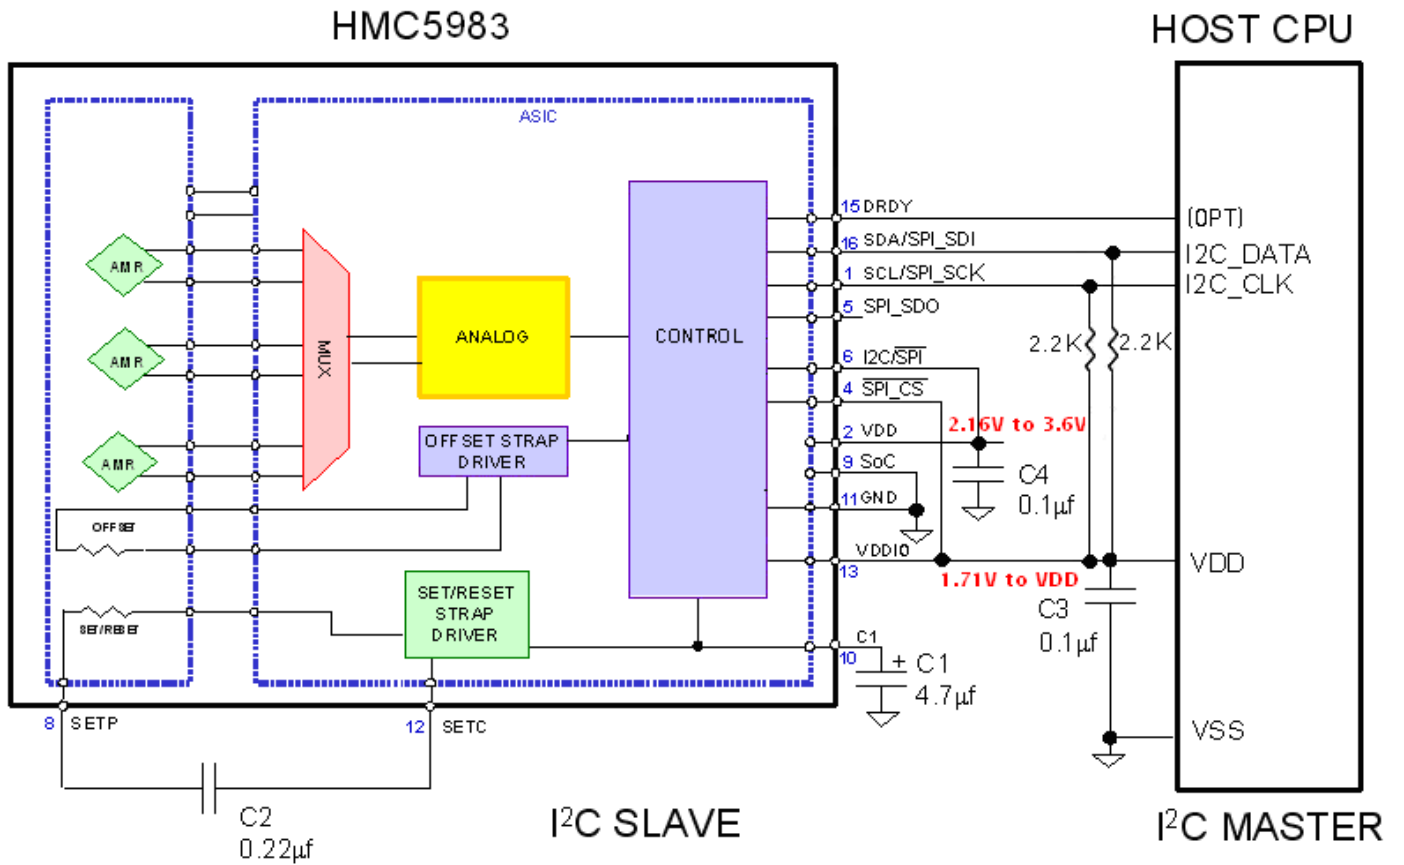 HMC5983
HOST CPU
ASIC
15 DRDY
(OPT)
16 SDA/SPI_SDI
I2C_DATA
1 SCL/SPI_SCK
I2C_CLK
5 SPI_SDO
AMR
AMR
AMR
MUX
ANALOG
CONTROL
2.2K
2.2K
6 I2C/SPI
4 SPI_CS
2.16V to 3.6V
2 VDD
OFFSET STRAP
DRIVER
9 SoC
C4
0.1µf
11 GND
OFFSET
VDDIO
13
VDD
1.71V to VDD
SET/RESET
STRAP
DRIVER
C3
0.1µf
SET/RESET
C1
10
+ C1
4.7µf
8 SETP
12 SETC
VSS
C2
0.22µf
I²C SLAVE
I²C MASTER